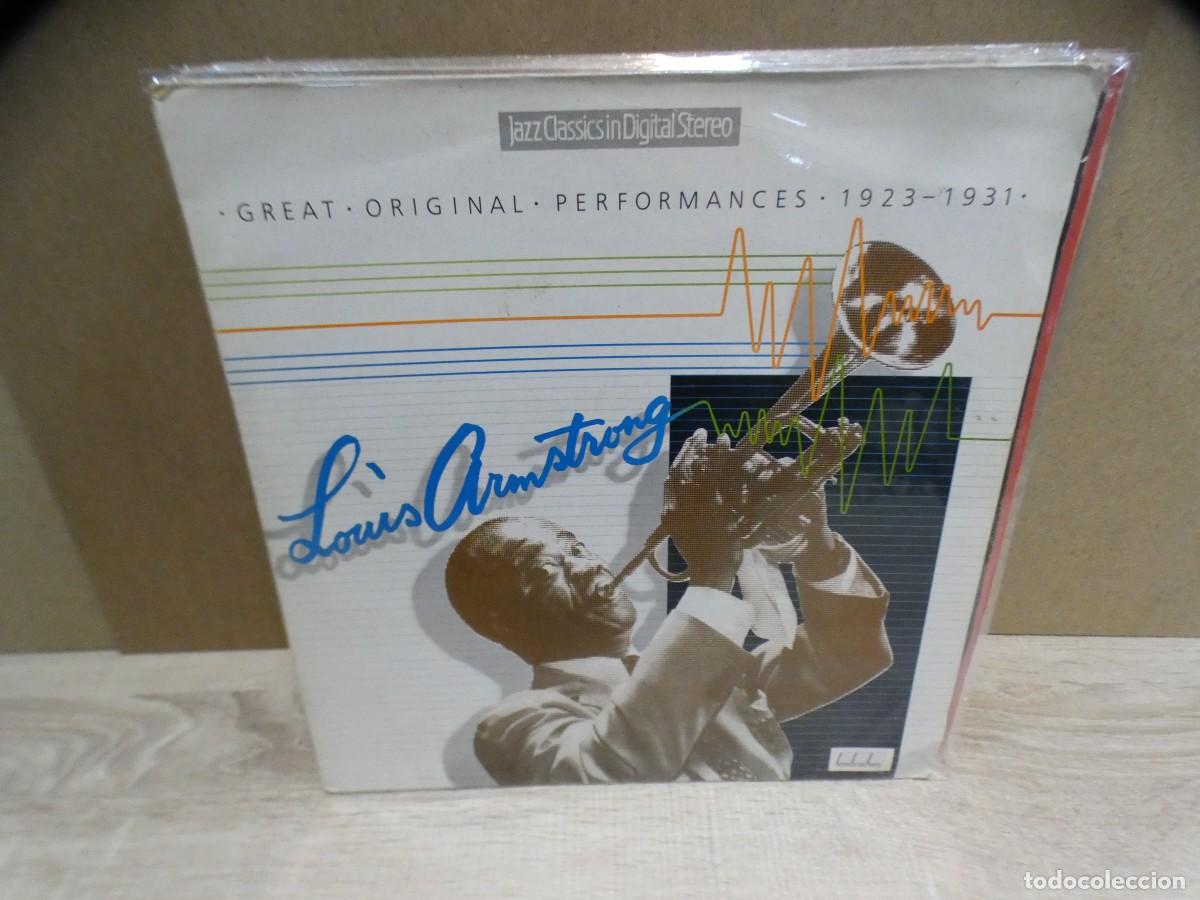 Jazz Classics in Digital Stereo
· GREAT · ORIGINAL · PERFORMANCES · 1923–1931 ·
Louis Armstrong
todocoleccion